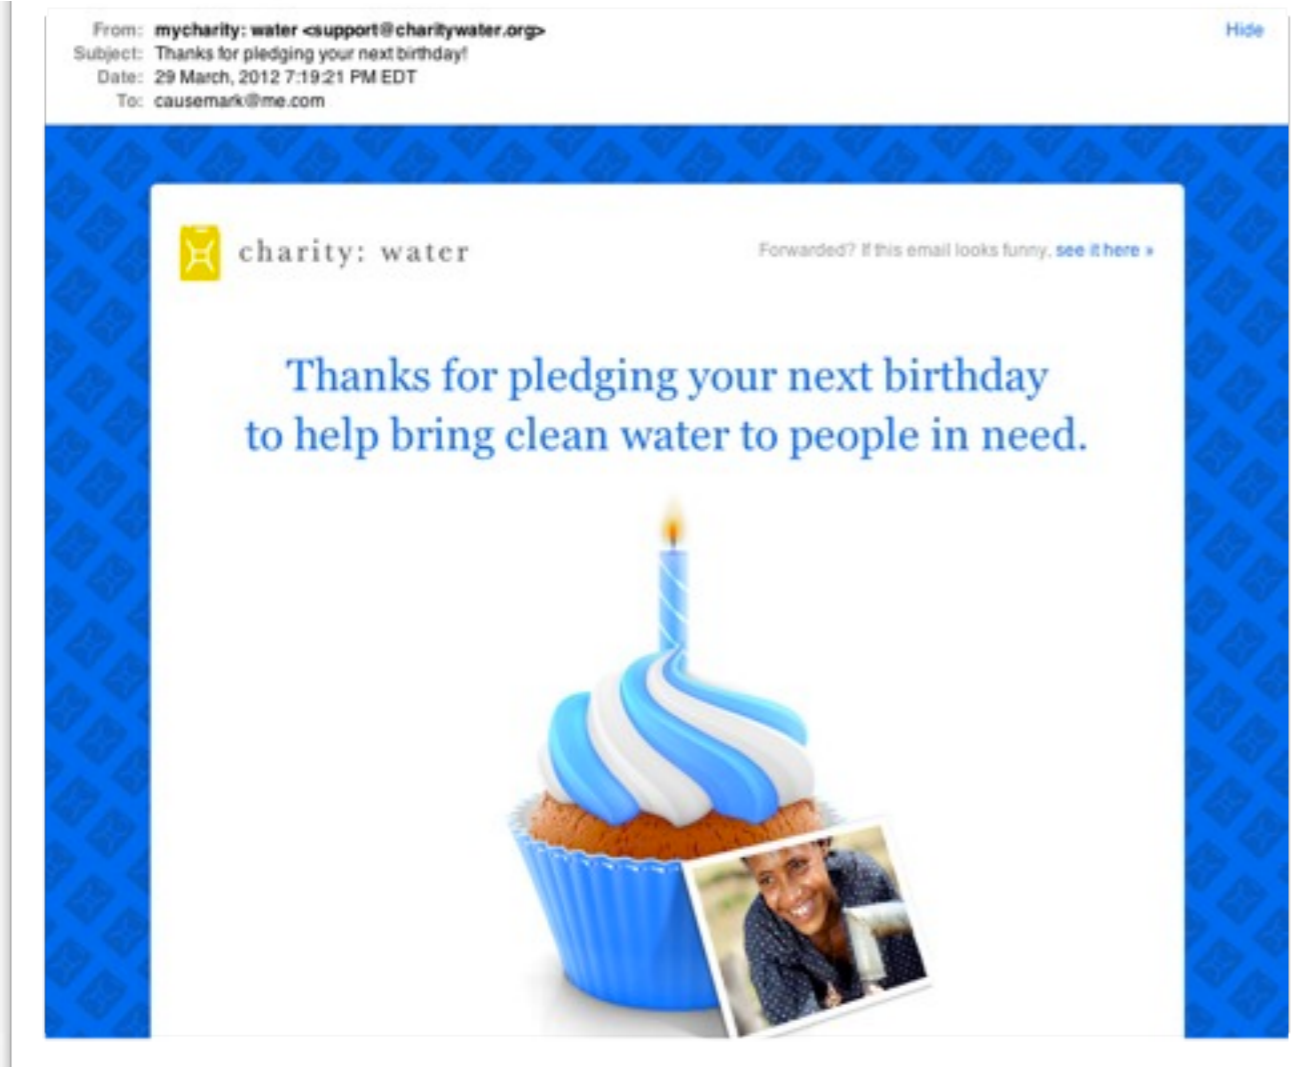 From: mycharity: water <support@charitywater.org>
Hide
Subject: Thanks for pledging your next birthday!
Date: 29 March, 2012 7:19:21 PM EDT
To: causemark@me.com
charity: water
Forwarded? If this email looks funny, see it here »
Thanks for pledging your next birthday
to help bring clean water to people in need.